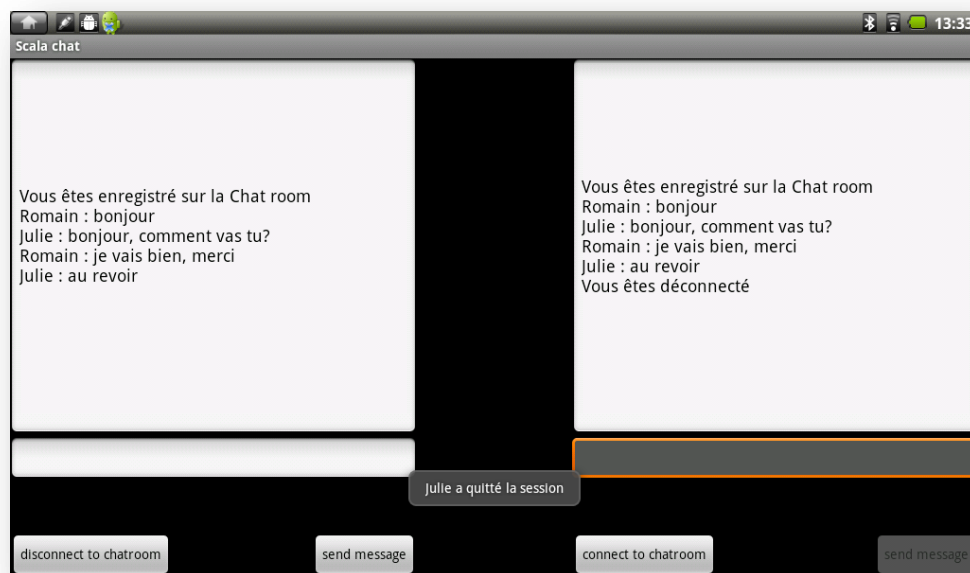 13:33
Scala chat
Vous êtes enregistré sur la Chat room
Romain : bonjour
Julie : bonjour, comment vas tu?
Romain : je vais bien, merci
Julie : au revoir
Vous êtes enregistré sur la Chat room
Romain : bonjour
Julie : bonjour, comment vas tu?
Romain : je vais bien, merci
Julie : au revoir
Vous êtes déconnecté
Julie a quitté la session
disconnect to chatroom
send message
connect to chatroom
send message